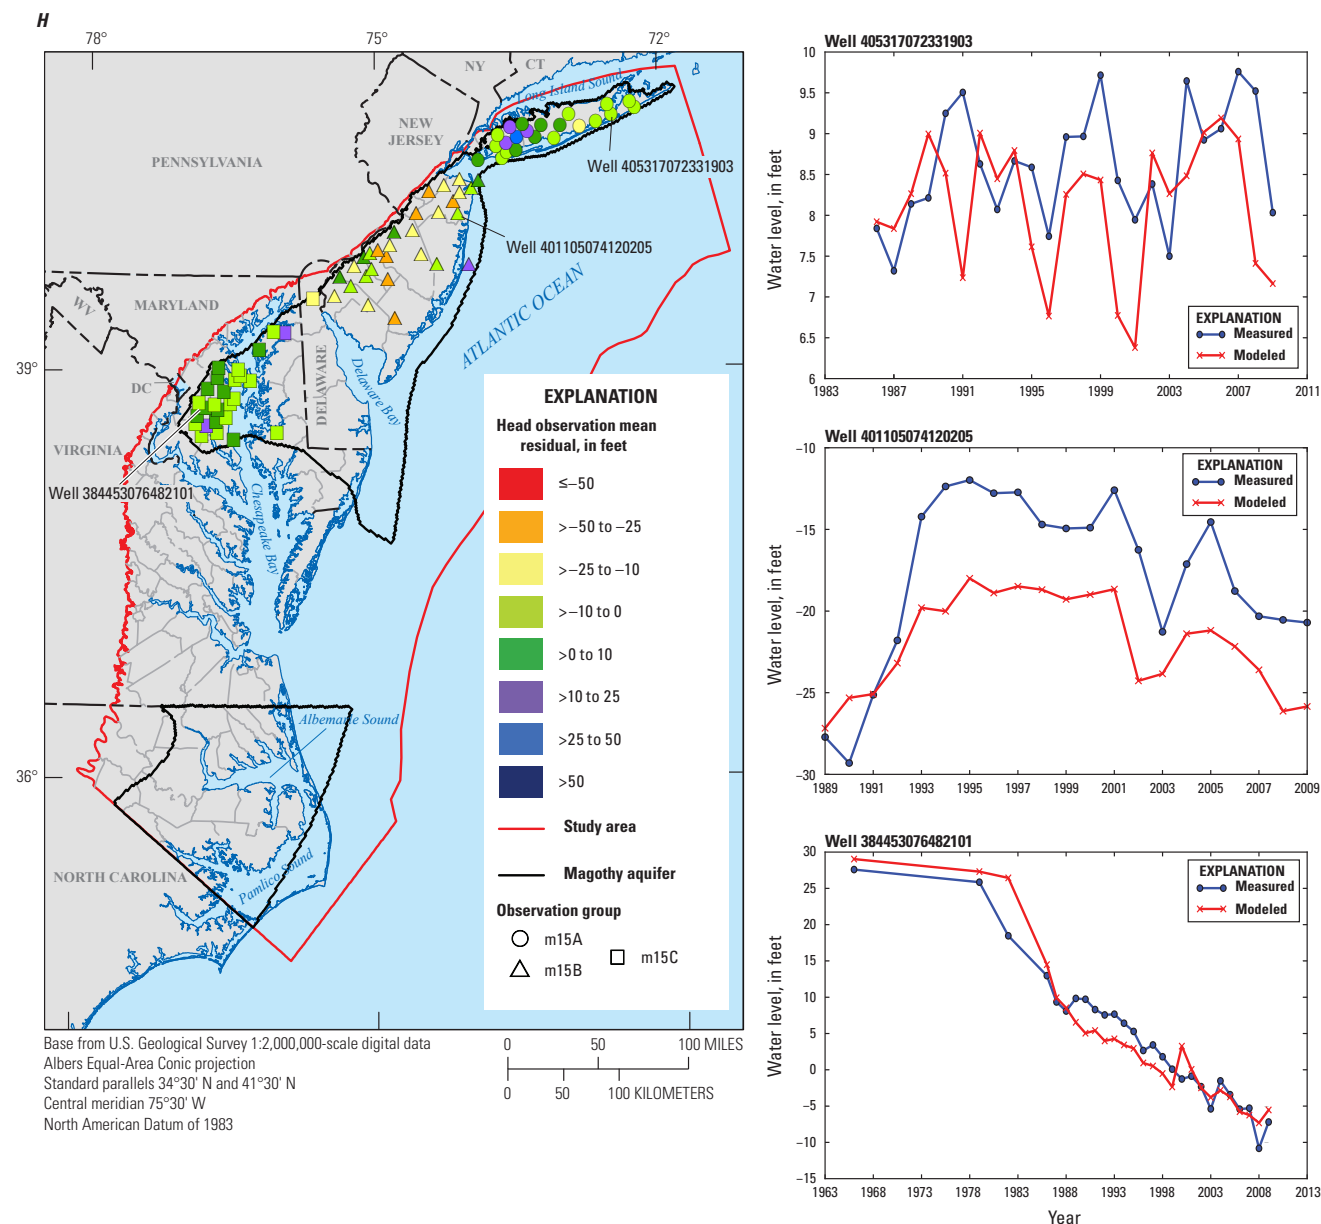 H
78°
75°
72°
NY
CT
Long Island Sound
NEW
JERSEY
PENNSYLVANIA
Well 405317072331903
Well 401105074120205
ATLANTIC OCEAN
WV
MARYLAND
39°
DC
DELAWARE
Delaware Bay
VIRGINIA
Well 384453076482101
Chesapeake Bay
36°
Albemarle Sound
NORTH CAROLINA
Pamlico Sound
EXPLANATION
Head observation mean
residual, in feet
≤–50
>–50 to –25
>–25 to –10
>–10 to 0
>0 to 10
>10 to 25
>25 to 50
>50
Study area
Magothy aquifer
Observation group
m15A
m15B
m15C
Base from U.S. Geological Survey 1:2,000,000-scale digital data
Albers Equal-Area Conic projection
Standard parallels 34°30' N and 41°30' N
Central meridian 75°30' W
North American Datum of 1983
0 50 100 MILES
0 50 100 KILOMETERS
Well 405317072331903
10
9.5
9
8.5
8
7.5
7
6.5
6
Water level, in feet
EXPLANATION
Measured
Modeled
1983 1987 1991 1995 1999 2003 2007 2011
Well 401105074120205
–10
–15
–20
–25
–30
Water level, in feet
EXPLANATION
Measured
Modeled
1989 1991 1993 1995 1997 1999 2001 2003 2005 2007 2009
Well 384453076482101
30
25
20
15
10
5
0
–5
–10
–15
Water level, in feet
EXPLANATION
Measured
Modeled
1963 1968 1973 1978 1983 1988 1993 1998 2003 2008 2013
Year